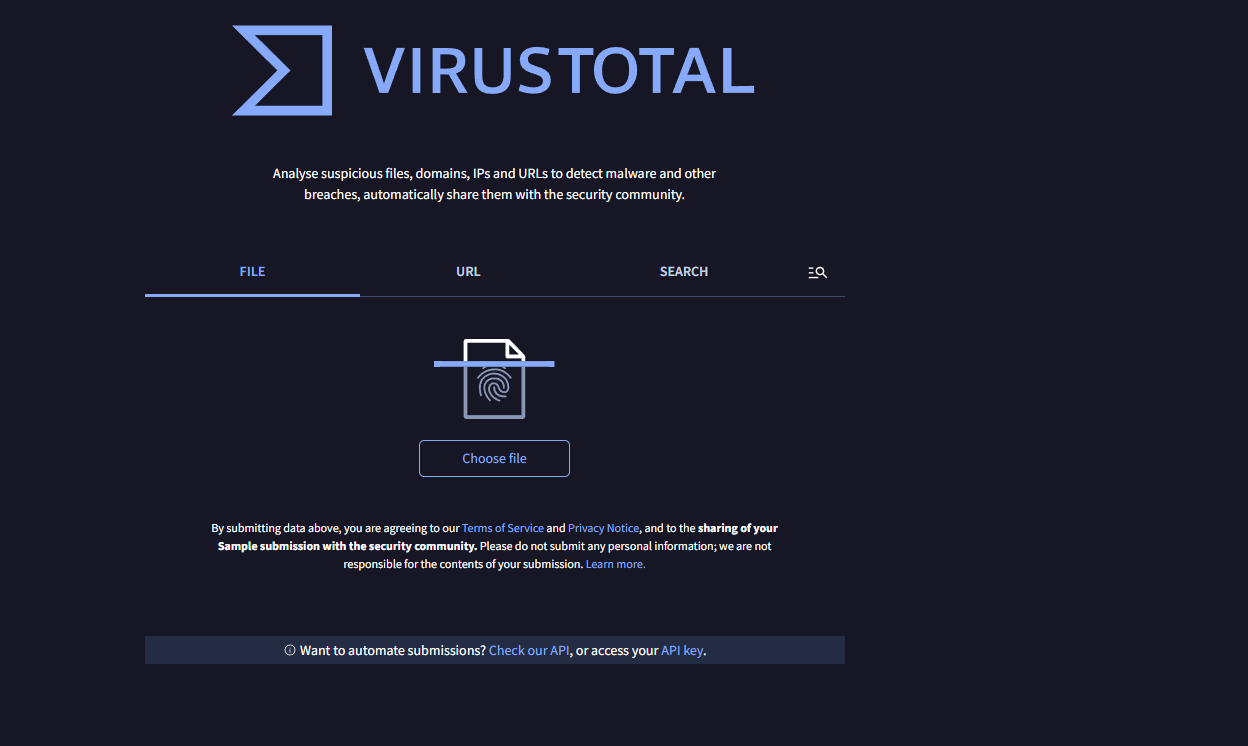 VIRUSTOTAL
Analyse suspicious files, domains, IPs and URLs to detect malware and other
breaches, automatically share them with the security community.
FILE
URL
SEARCH
Choose file
By submitting data above, you are agreeing to our Terms of Service and Privacy Notice, and to the sharing of your
Sample submission with the security community. Please do not submit any personal information; we are not
responsible for the contents of your submission. Learn more.
Want to automate submissions? Check our API, or access your API key.